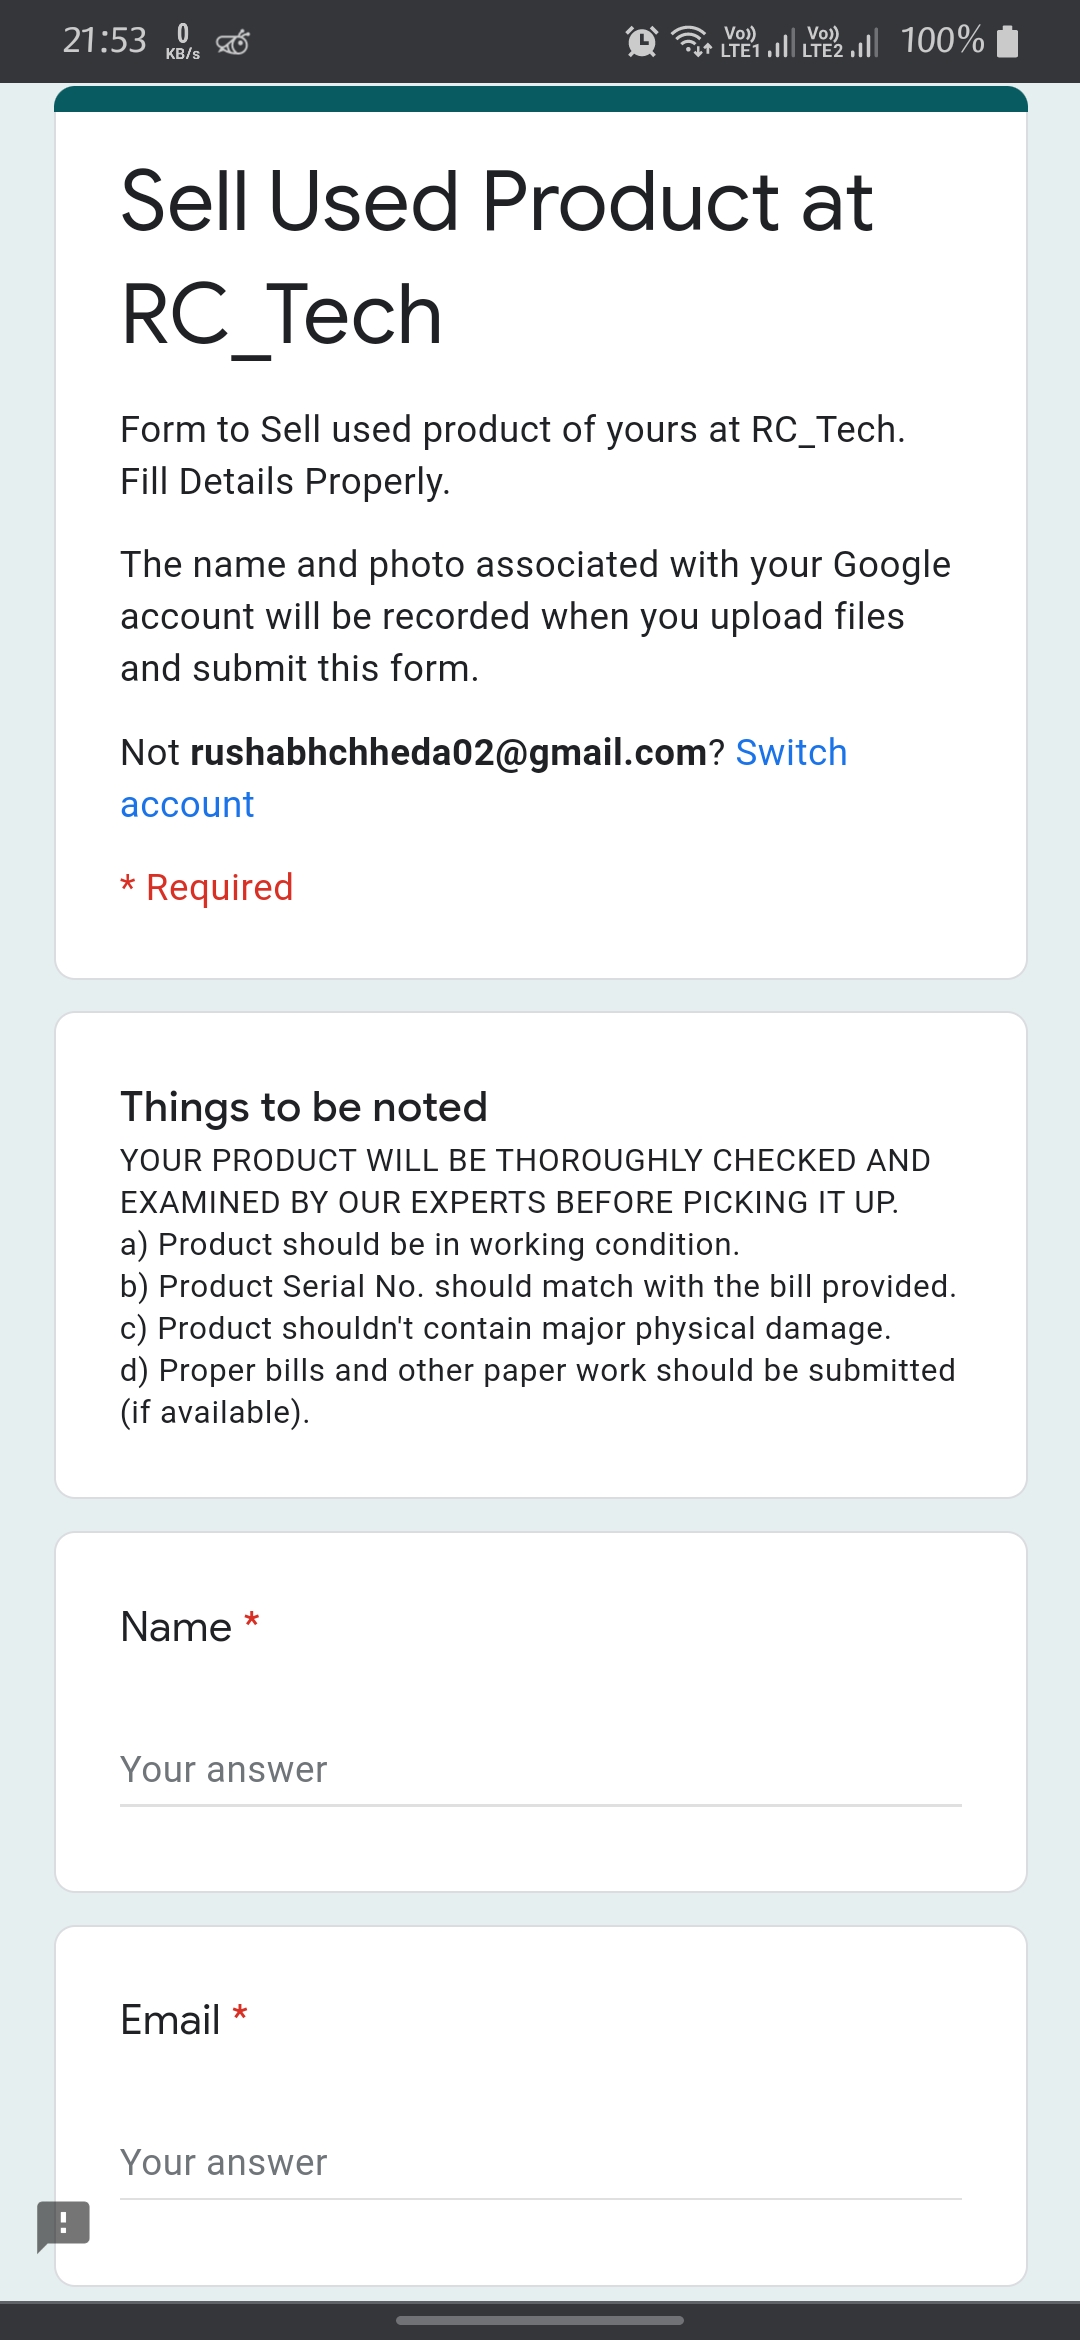 21:53 0 KB/s Vo)) LTE1 Vo)) LTE2 100%
Sell Used Product at
RC_Tech
Form to Sell used product of yours at RC_Tech.
Fill Details Properly.
The name and photo associated with your Google
account will be recorded when you upload files
and submit this form.
Not rushabhchheda02@gmail.com? Switch
account
* Required
Things to be noted
YOUR PRODUCT WILL BE THOROUGHLY CHECKED AND
EXAMINED BY OUR EXPERTS BEFORE PICKING IT UP.
a) Product should be in working condition.
b) Product Serial No. should match with the bill provided.
c) Product shouldn't contain major physical damage.
d) Proper bills and other paper work should be submitted
(if available).
Name *
Your answer
Email *
Your answer